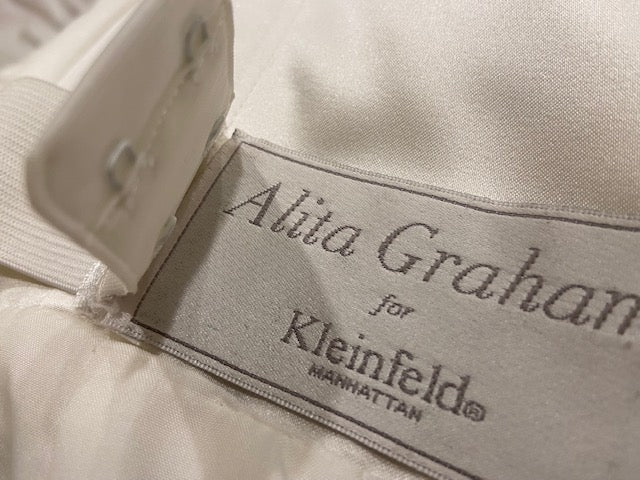 Alita Graham
for
Kleinfeld®
MANHATTAN